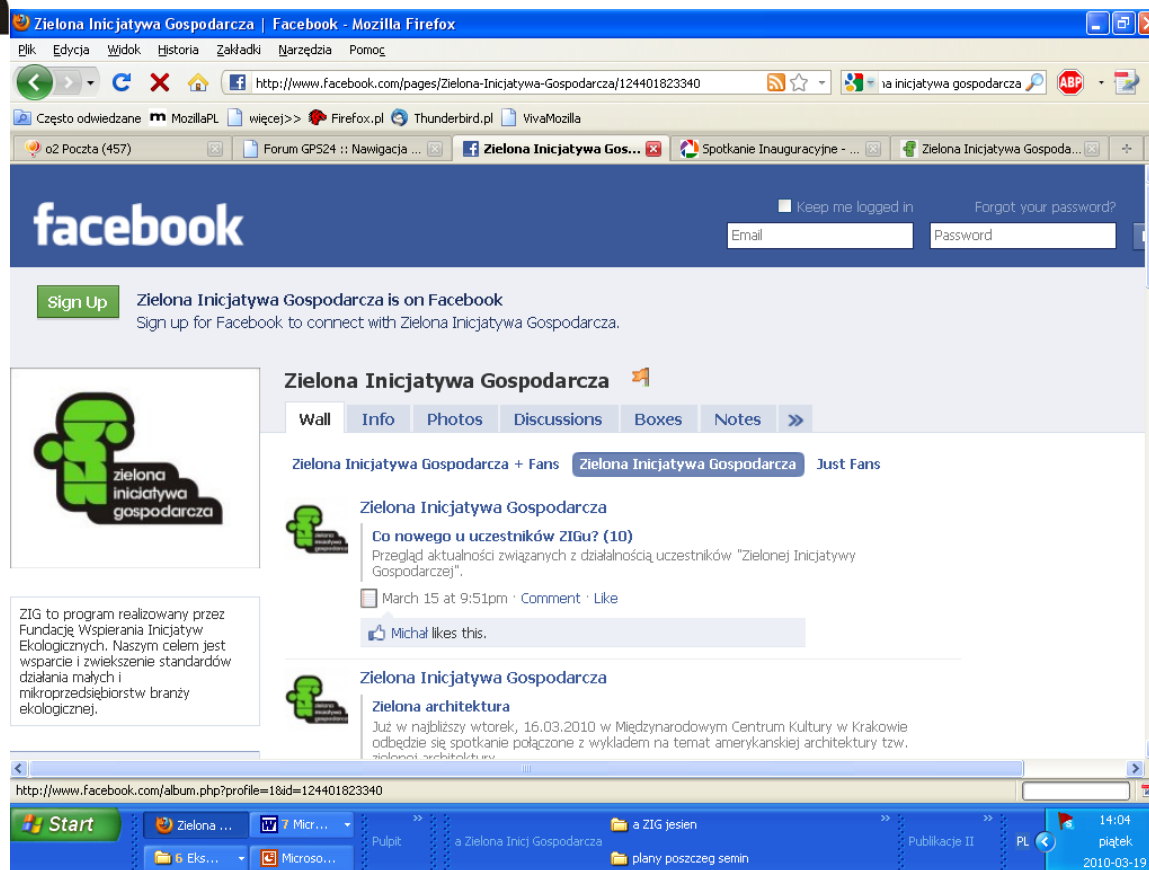 Zielona Inicjatywa Gospodarcza | Facebook - Mozilla Firefox
Plik Edycja Widok Historia Zakładki Narzędzia Pomoc
http://www.facebook.com/pages/Zielona-Inicjatywa-Gospodarcza/124401823340
a inicjatywa gospodarcza
ABP
Często odwiedzane MozillaPL więcej>> Firefox.pl Thunderbird.pl VivaMozilla
o2 Poczta (457)
Forum GPS24 :: Nawigacja ...
Zielona Inicjatywa Gos...
Spotkanie Inauguracyjne - ...
Zielona Inicjatywa Gospoda...
facebook
Keep me logged in
Forgot your password?
Email
Password
Sign Up
Zielona Inicjatywa Gospodarcza is on Facebook
Sign up for Facebook to connect with Zielona Inicjatywa Gospodarcza.
zielona
inicjatywa
gospodarcza
ZIG to program realizowany przez
Fundację Wspierania Inicjatyw
Ekologicznych. Naszym celem jest
wsparcie i zwiekszenie standardów
działania małych i
mikroprzedsiębiorstw branży
ekologicznej.
Zielona Inicjatywa Gospodarcza
Wall Info Photos Discussions Boxes Notes »
Zielona Inicjatywa Gospodarcza + Fans
Zielona Inicjatywa Gospodarcza
Just Fans
Zielona Inicjatywa Gospodarcza
Co nowego u uczestników ZIGu? (10)
Przegląd aktualności związanych z działalnością uczestników "Zielonej Inicjatywy
Gospodarczej".
March 15 at 9:51pm · Comment · Like
Michał likes this.
Zielona Inicjatywa Gospodarcza
Zielona architektura
Już w najbliższy wtorek, 16.03.2010 w Międzynarodowym Centrum Kultury w Krakowie
odbędzie się spotkanie połączone z wykładem na temat amerykanskiej architektury tzw.
zielonej architektury
http://www.facebook.com/album.php?profile=1&id=124401823340
Start
Zielona ...
7 Micr...
6 Eks...
Microso...
Pulpit »
a Zielona Inicj Gospodarcza
a ZIG jesien
plany poszczeg semin
»
Publikacje II »
PL
14:04
piątek
2010-03-19